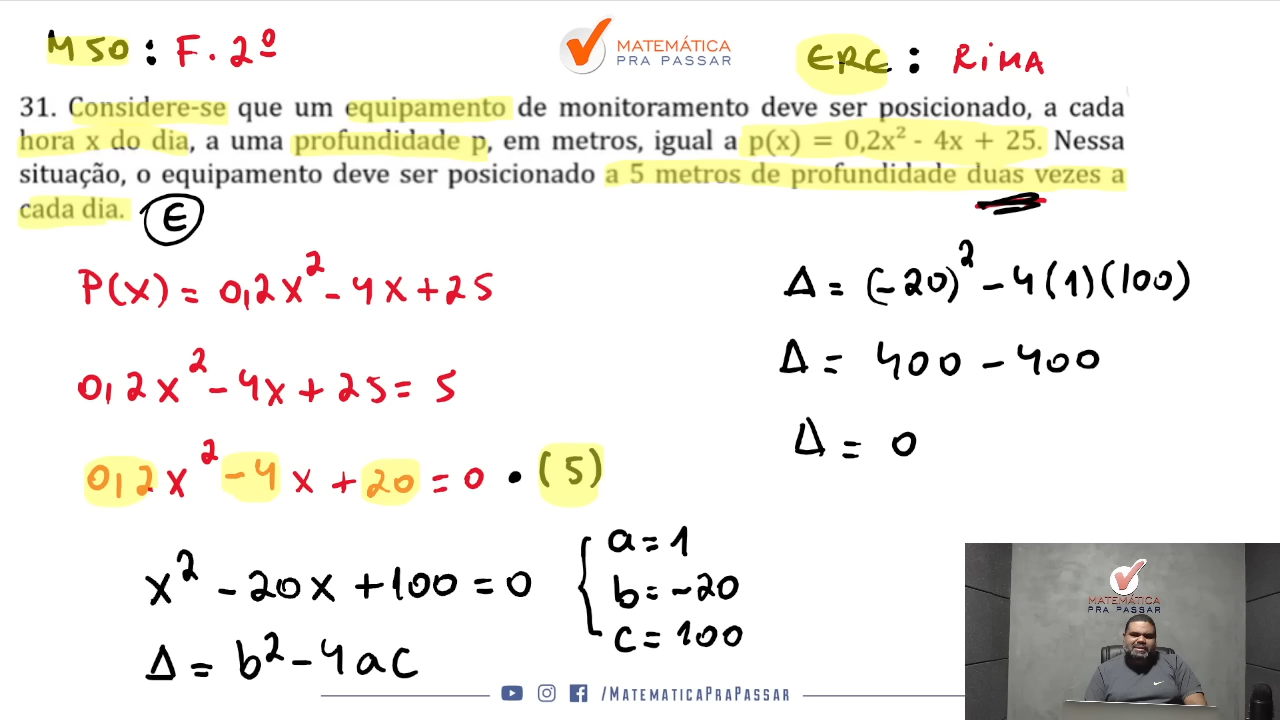 M50 : F. 2º
MATEMÁTICA
PRA PASSAR
ERC : RiMA
31. Considere-se que um equipamento de monitoramento deve ser posicionado, a cada
hora x do dia, a uma profundidade p, em metros, igual a p(x) = 0,2x² - 4x + 25. Nessa
situação, o equipamento deve ser posicionado a 5 metros de profundidade duas vezes a
cada dia. E
P(x) = 0,2x² - 4x + 25
0,2x² - 4x + 25 = 5
0,2x² - 4x + 20 = 0 • (5)
x² - 20x + 100 = 0
Δ = b² - 4ac
a = 1
b = -20
c = 100
Δ = (-20)² - 4(1)(100)
Δ = 400 - 400
Δ = 0
MATEMÁTICA
PRA PASSAR
/MATEMATICAPRAPASSAR